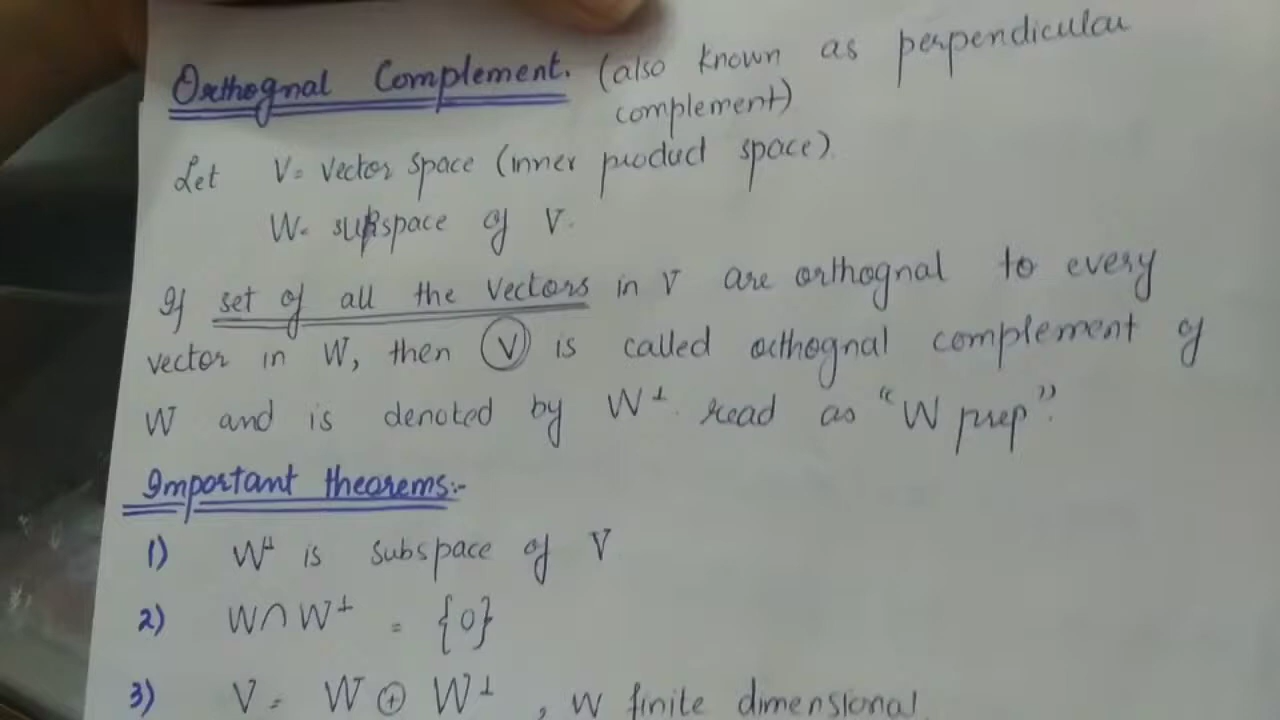 Orthognal Complement. (also known as perpendicular
complement)
Let V= vector space (inner product space).
W= subspace of V.
If set of all the vectors in V are orthognal to every
vector in W, then V is called orthognal complement of
W and is denoted by W⊥. read as "W prep".
Important theorems:-
1) W⊥ is subspace of V
2) W∩W⊥ = {0}
3) V= W ⊕ W⊥, W finite dimensional.